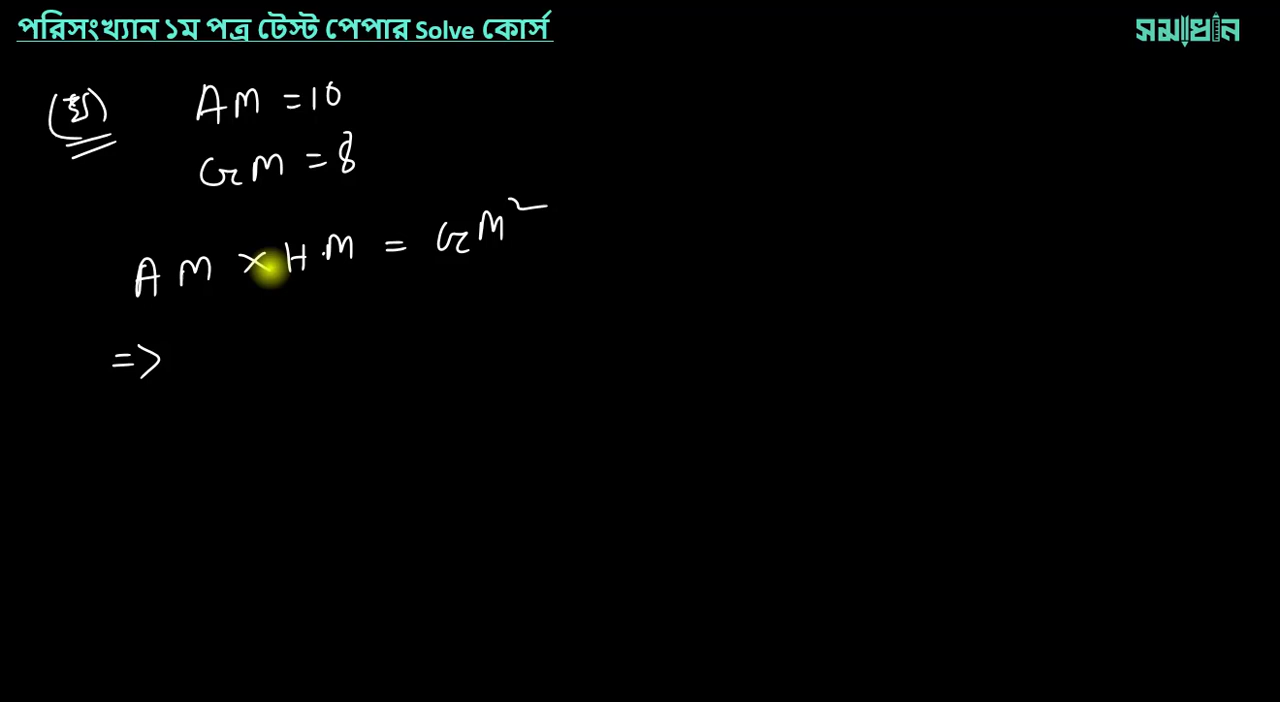 পরিসংখ্যান ১ম পত্র টেস্ট পেপার Solve কোর্স
সমাধান
(ঘ) AM = 10
GM = 8
AM × H.M = GM²
=>